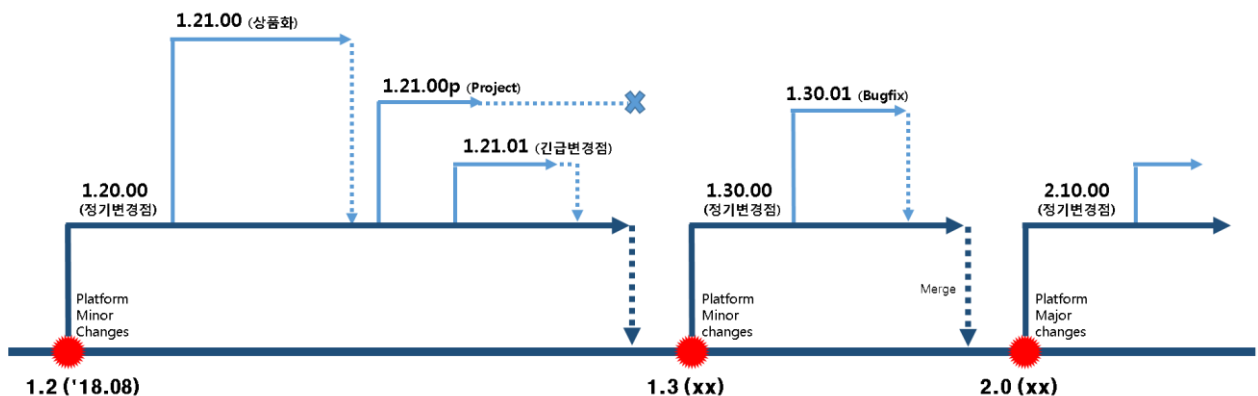 1.21.00 (상품화)
1.21.00p (Project)
1.30.01 (Bugfix)
1.21.01 (긴급변경점)
1.20.00
(정기변경점)
1.30.00
(정기변경점)
2.10.00
(정기변경점)
Platform
Minor
Changes
Platform
Minor
changes
Merge
Platform
Major
changes
1.2 ('18.08)
1.3 (xx)
2.0 (xx)